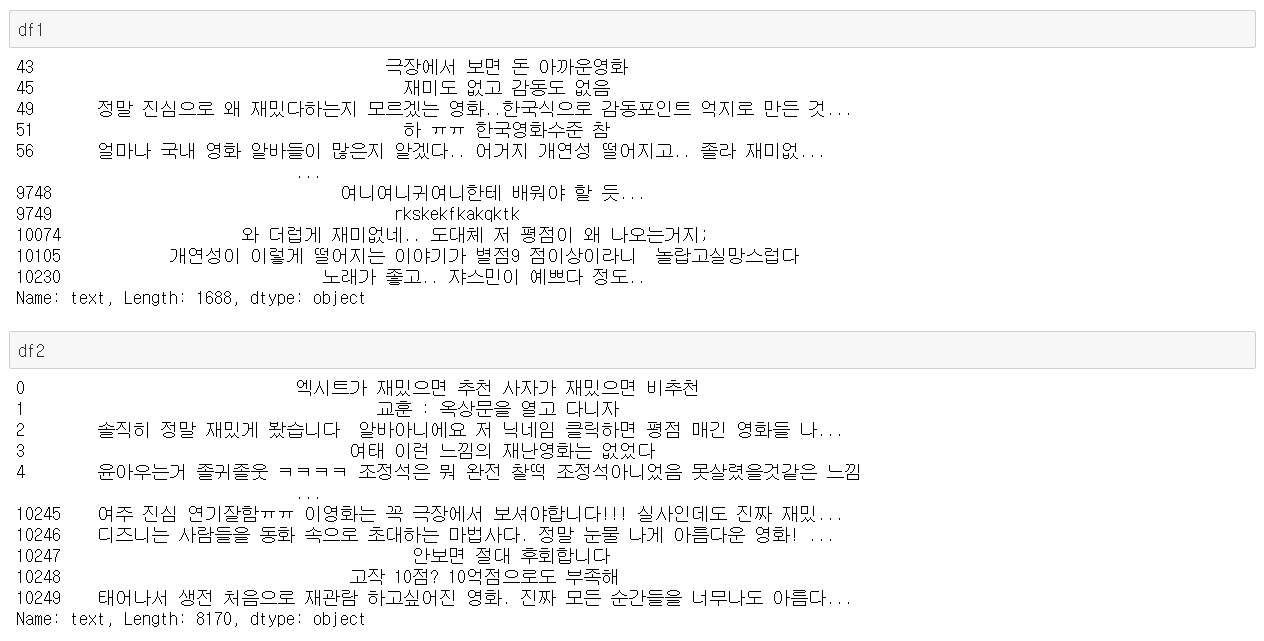 df1
43 극장에서 보면 돈 아까운영화
45 재미도 없고 감동도 없음
49 정말 진심으로 왜 재밌다하는지 모르겠는 영화..한국식으로 감동포인트 억지로 만든 것...
51 하 ㅠㅠ 한국영화수준 참
56 얼마나 국내 영화 알바들이 많은지 알겠다.. 어거지 개연성 떨어지고.. 졸라 재미없...
...
9748 여니여니귀여니한테 배워야 할 듯...
9749 rkskekfkakqktk
10074 와 더럽게 재미없네.. 도대체 저 평점이 왜 나오는거지;
10105 개연성이 이렇게 떨어지는 이야기가 별점9 점이상이라니 놀랍고실망스럽다
10230 노래가 좋고.. 쟈스민이 예쁘다 정도..
Name: text, Length: 1688, dtype: object
df2
0 엑시트가 재밌으면 추천 사자가 재밌으면 비추천
1 교훈 : 옥상문을 열고 다니자
2 솔직히 정말 재밌게 봤습니다 알바아니에요 저 닉네임 클릭하면 평점 매긴 영화들 나...
3 여태 이런 느낌의 재난영화는 없었다
4 윤아우는거 졸귀졸웃 ㅋㅋㅋㅋ 조정석은 뭐 완전 찰떡 조정석아니었음 못살렸을것같은 느낌
...
10245 여주 진심 연기잘함ㅠㅠ 이영화는 꼭 극장에서 보셔야합니다!!! 실사인데도 진짜 재밌...
10246 디즈니는 사람들을 동화 속으로 초대하는 마법사다. 정말 눈물 나게 아름다운 영화! ...
10247 안보면 절대 후회합니다
10248 고작 10점? 10억점으로도 부족해
10249 태어나서 생전 처음으로 재관람 하고싶어진 영화. 진짜 모든 순간들을 너무나도 아름다...
Name: text, Length: 8170, dtype: object